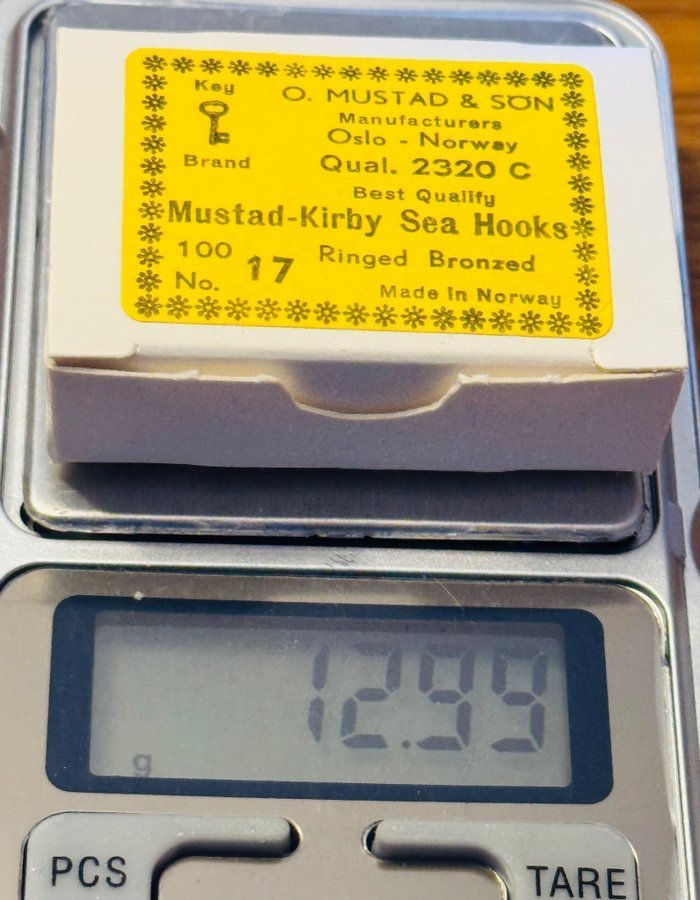 Key
O. MUSTAD & SÖN
Manufacturers
Oslo - Norway
Brand
Qual. 2320 C
Best Quality
Mustad-Kirby Sea Hooks
100 Ringed Bronzed
No. 17
Made in Norway
12.99
g
PCS
TARE